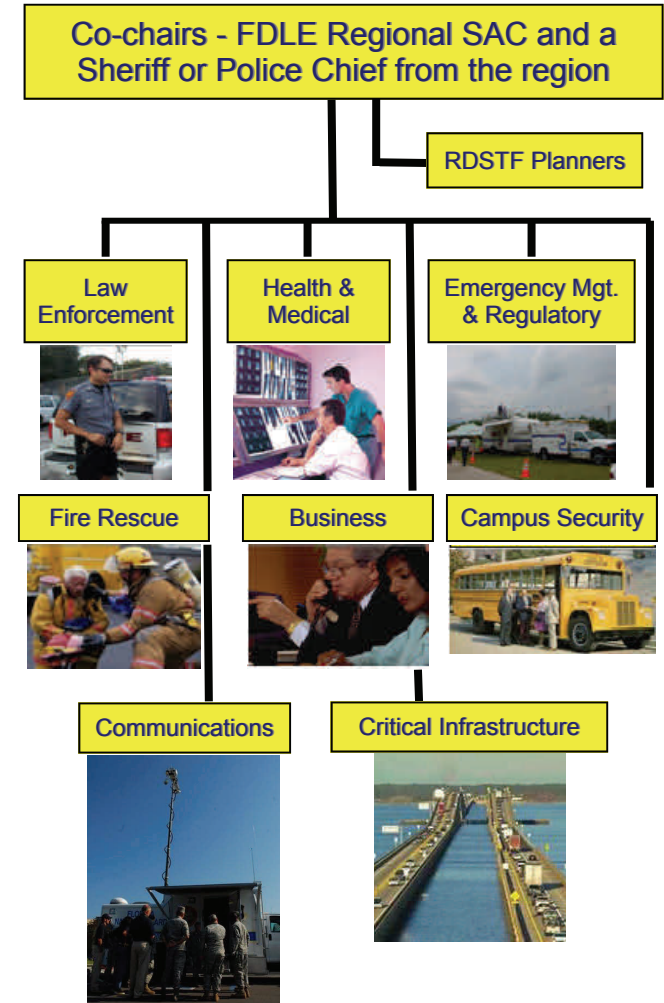 Co-chairs - FDLE Regional SAC and a
Sheriff or Police Chief from the region
RDSTF Planners
Law
Enforcement
Health &
Medical
Emergency Mgt.
& Regulatory
Fire Rescue
Business
Campus Security
Communications
Critical Infrastructure